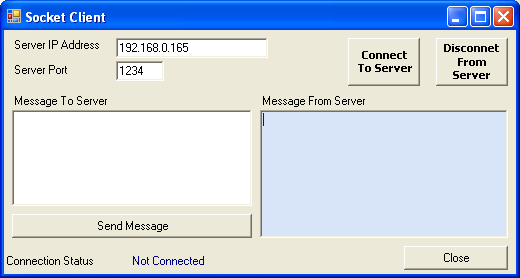 Socket Client
Server IP Address
192.168.0.165
Server Port
1234
Connect
To Server
Disconnet
From
Server
Message To Server
Message From Server
Send Message
Connection Status
Not Connected
Close